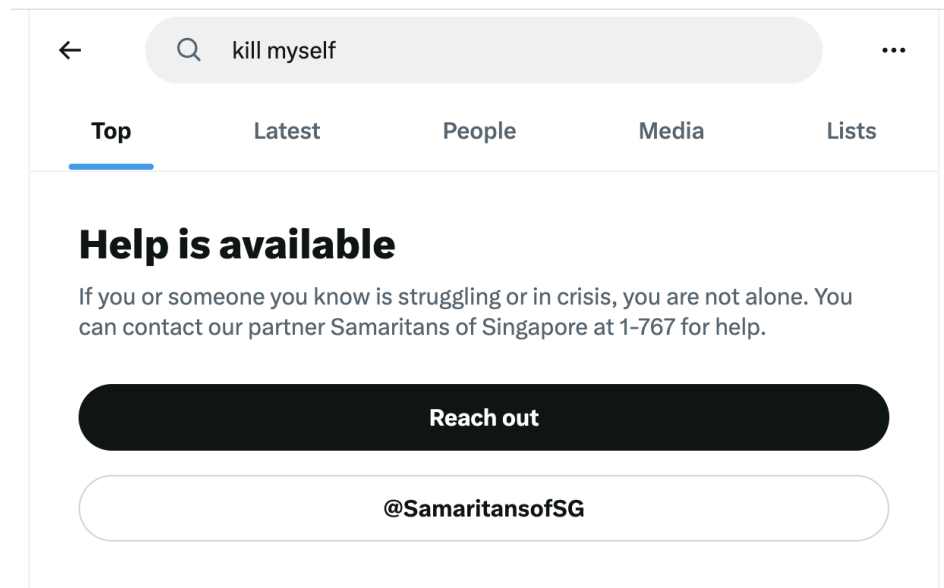 kill myself
Top Latest People Media Lists
Help is available
If you or someone you know is struggling or in crisis, you are not alone. You
can contact our partner Samaritans of Singapore at 1-767 for help.
Reach out
@SamaritansofSG